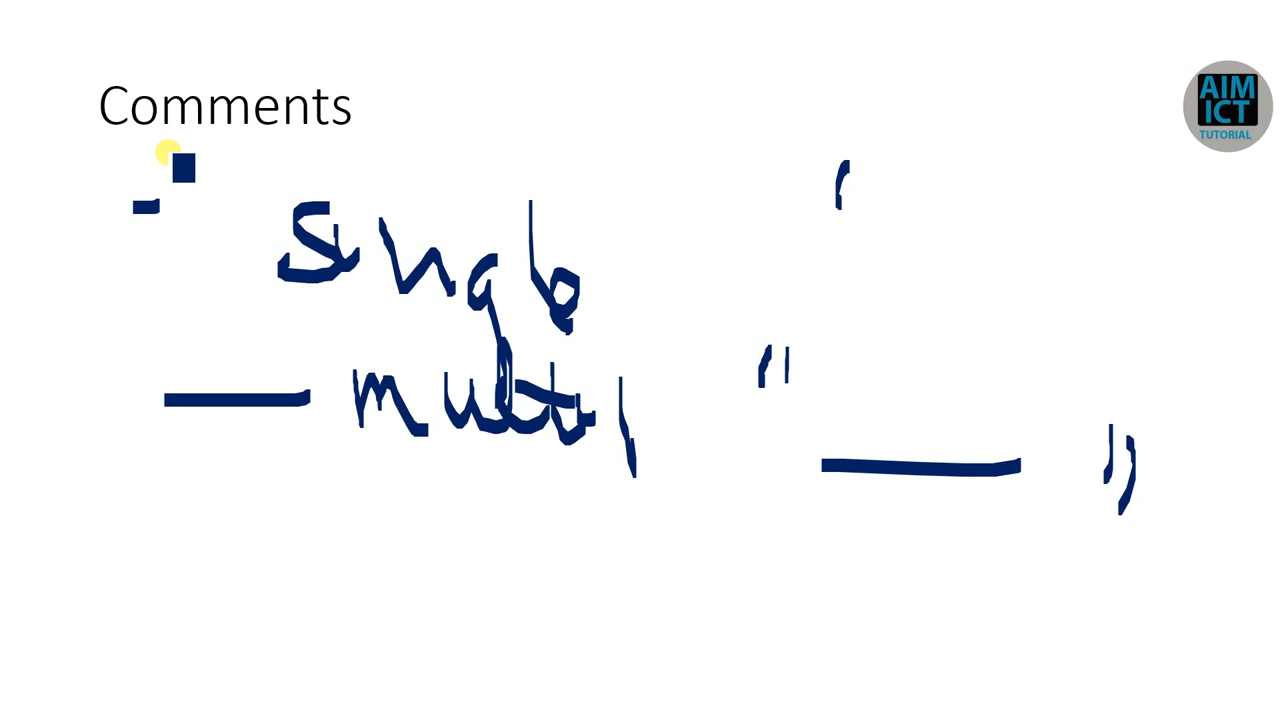 Comments
AIM
ICT
TUTORIAL
- Single '
— multi " — "